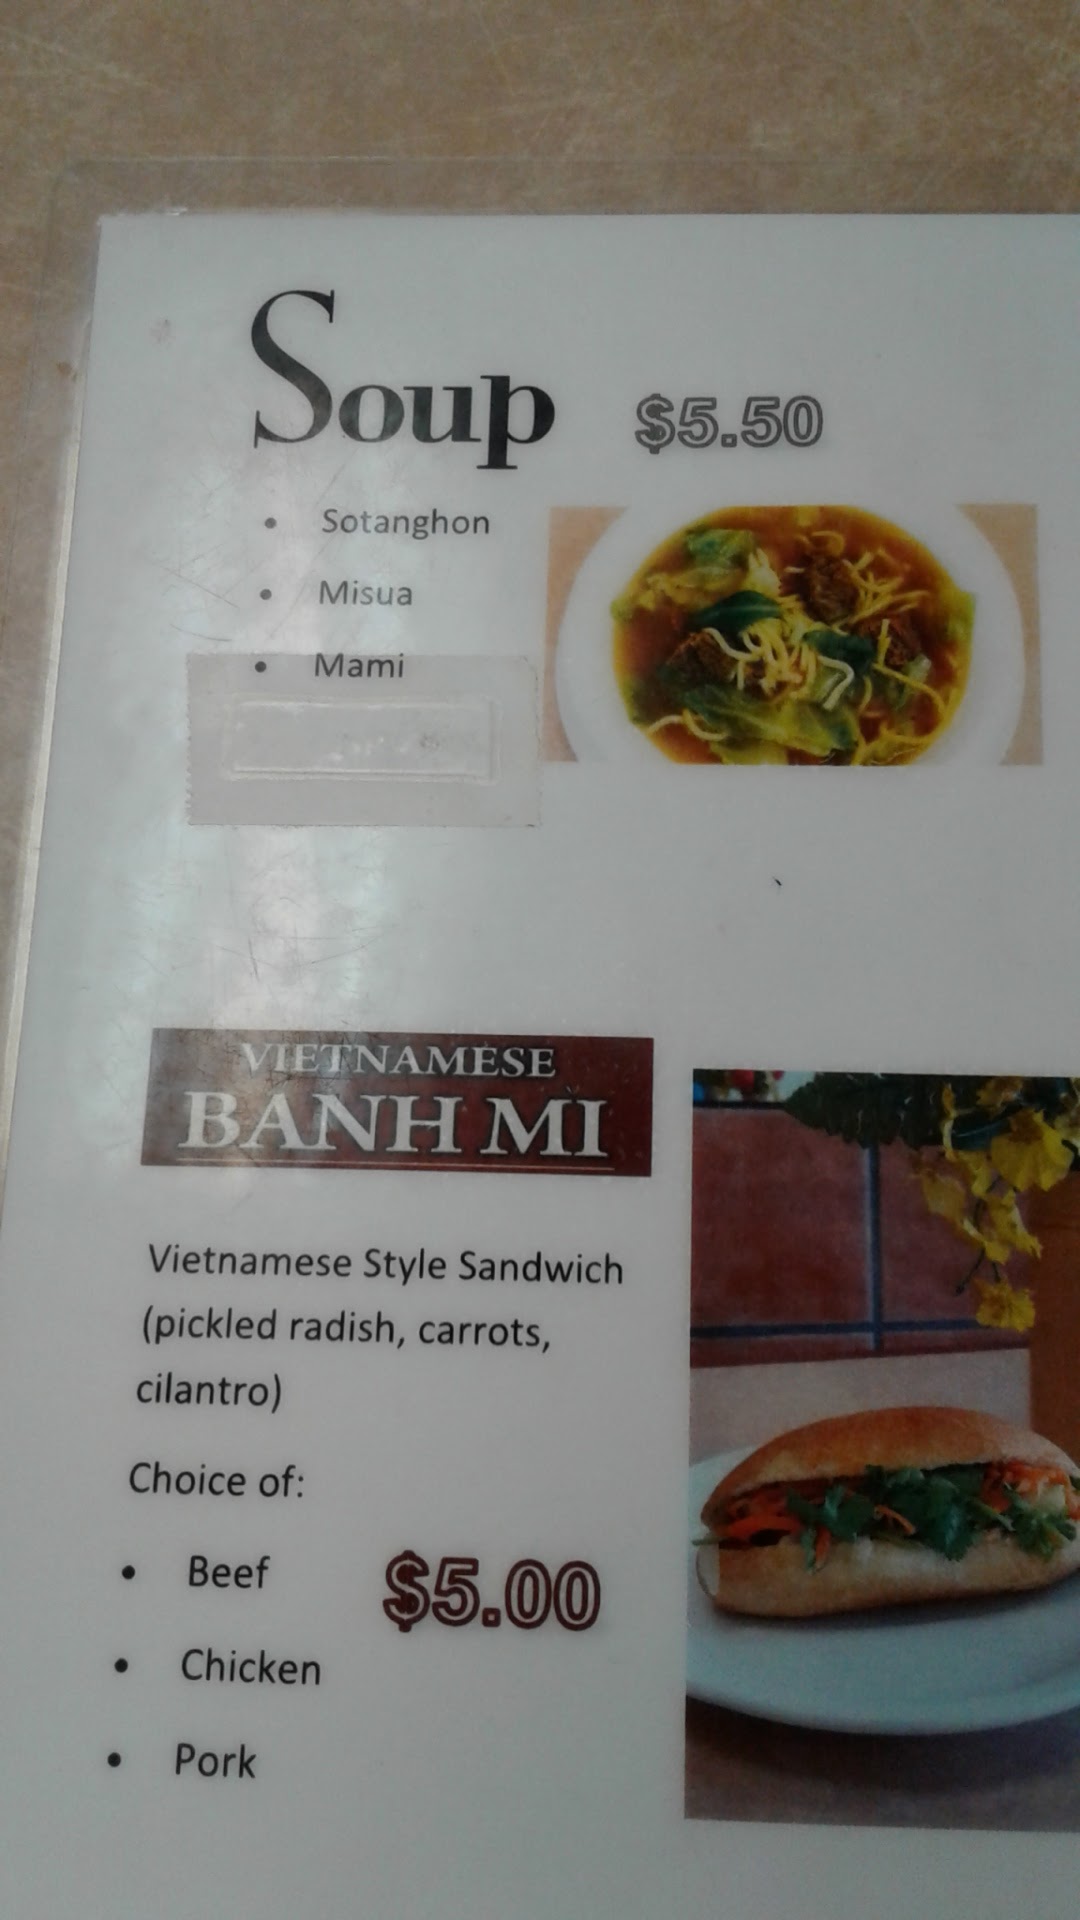 Soup $5.50
• Sotanghon
• Misua
• Mami
VIETNAMESE
BANH MI
Vietnamese Style Sandwich
(pickled radish, carrots,
cilantro)
Choice of:
• Beef
$5.00
• Chicken
• Pork